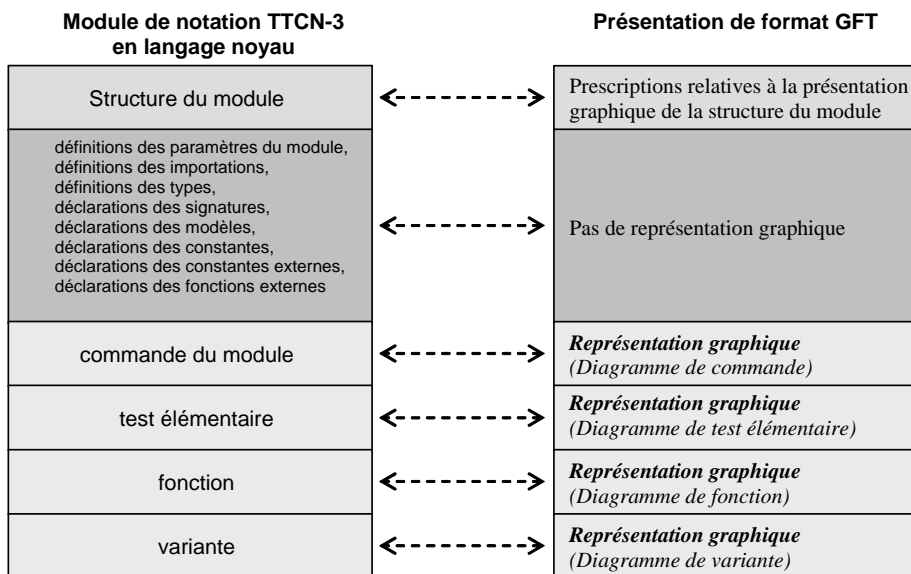 Module de notation TTCN-3
en langage noyau
Présentation de format GFT
Structure du module
Prescriptions relatives à la présentation
graphique de la structure du module
définitions des paramètres du module,
définitions des importations,
définitions des types,
déclarations des signatures,
déclarations des modèles,
déclarations des constantes,
déclarations des constantes externes,
déclarations des fonctions externes
Pas de représentation graphique
commande du module
Représentation graphique
(Diagramme de commande)
test élémentaire
Représentation graphique
(Diagramme de test élémentaire)
fonction
Représentation graphique
(Diagramme de fonction)
variante
Représentation graphique
(Diagramme de variante)